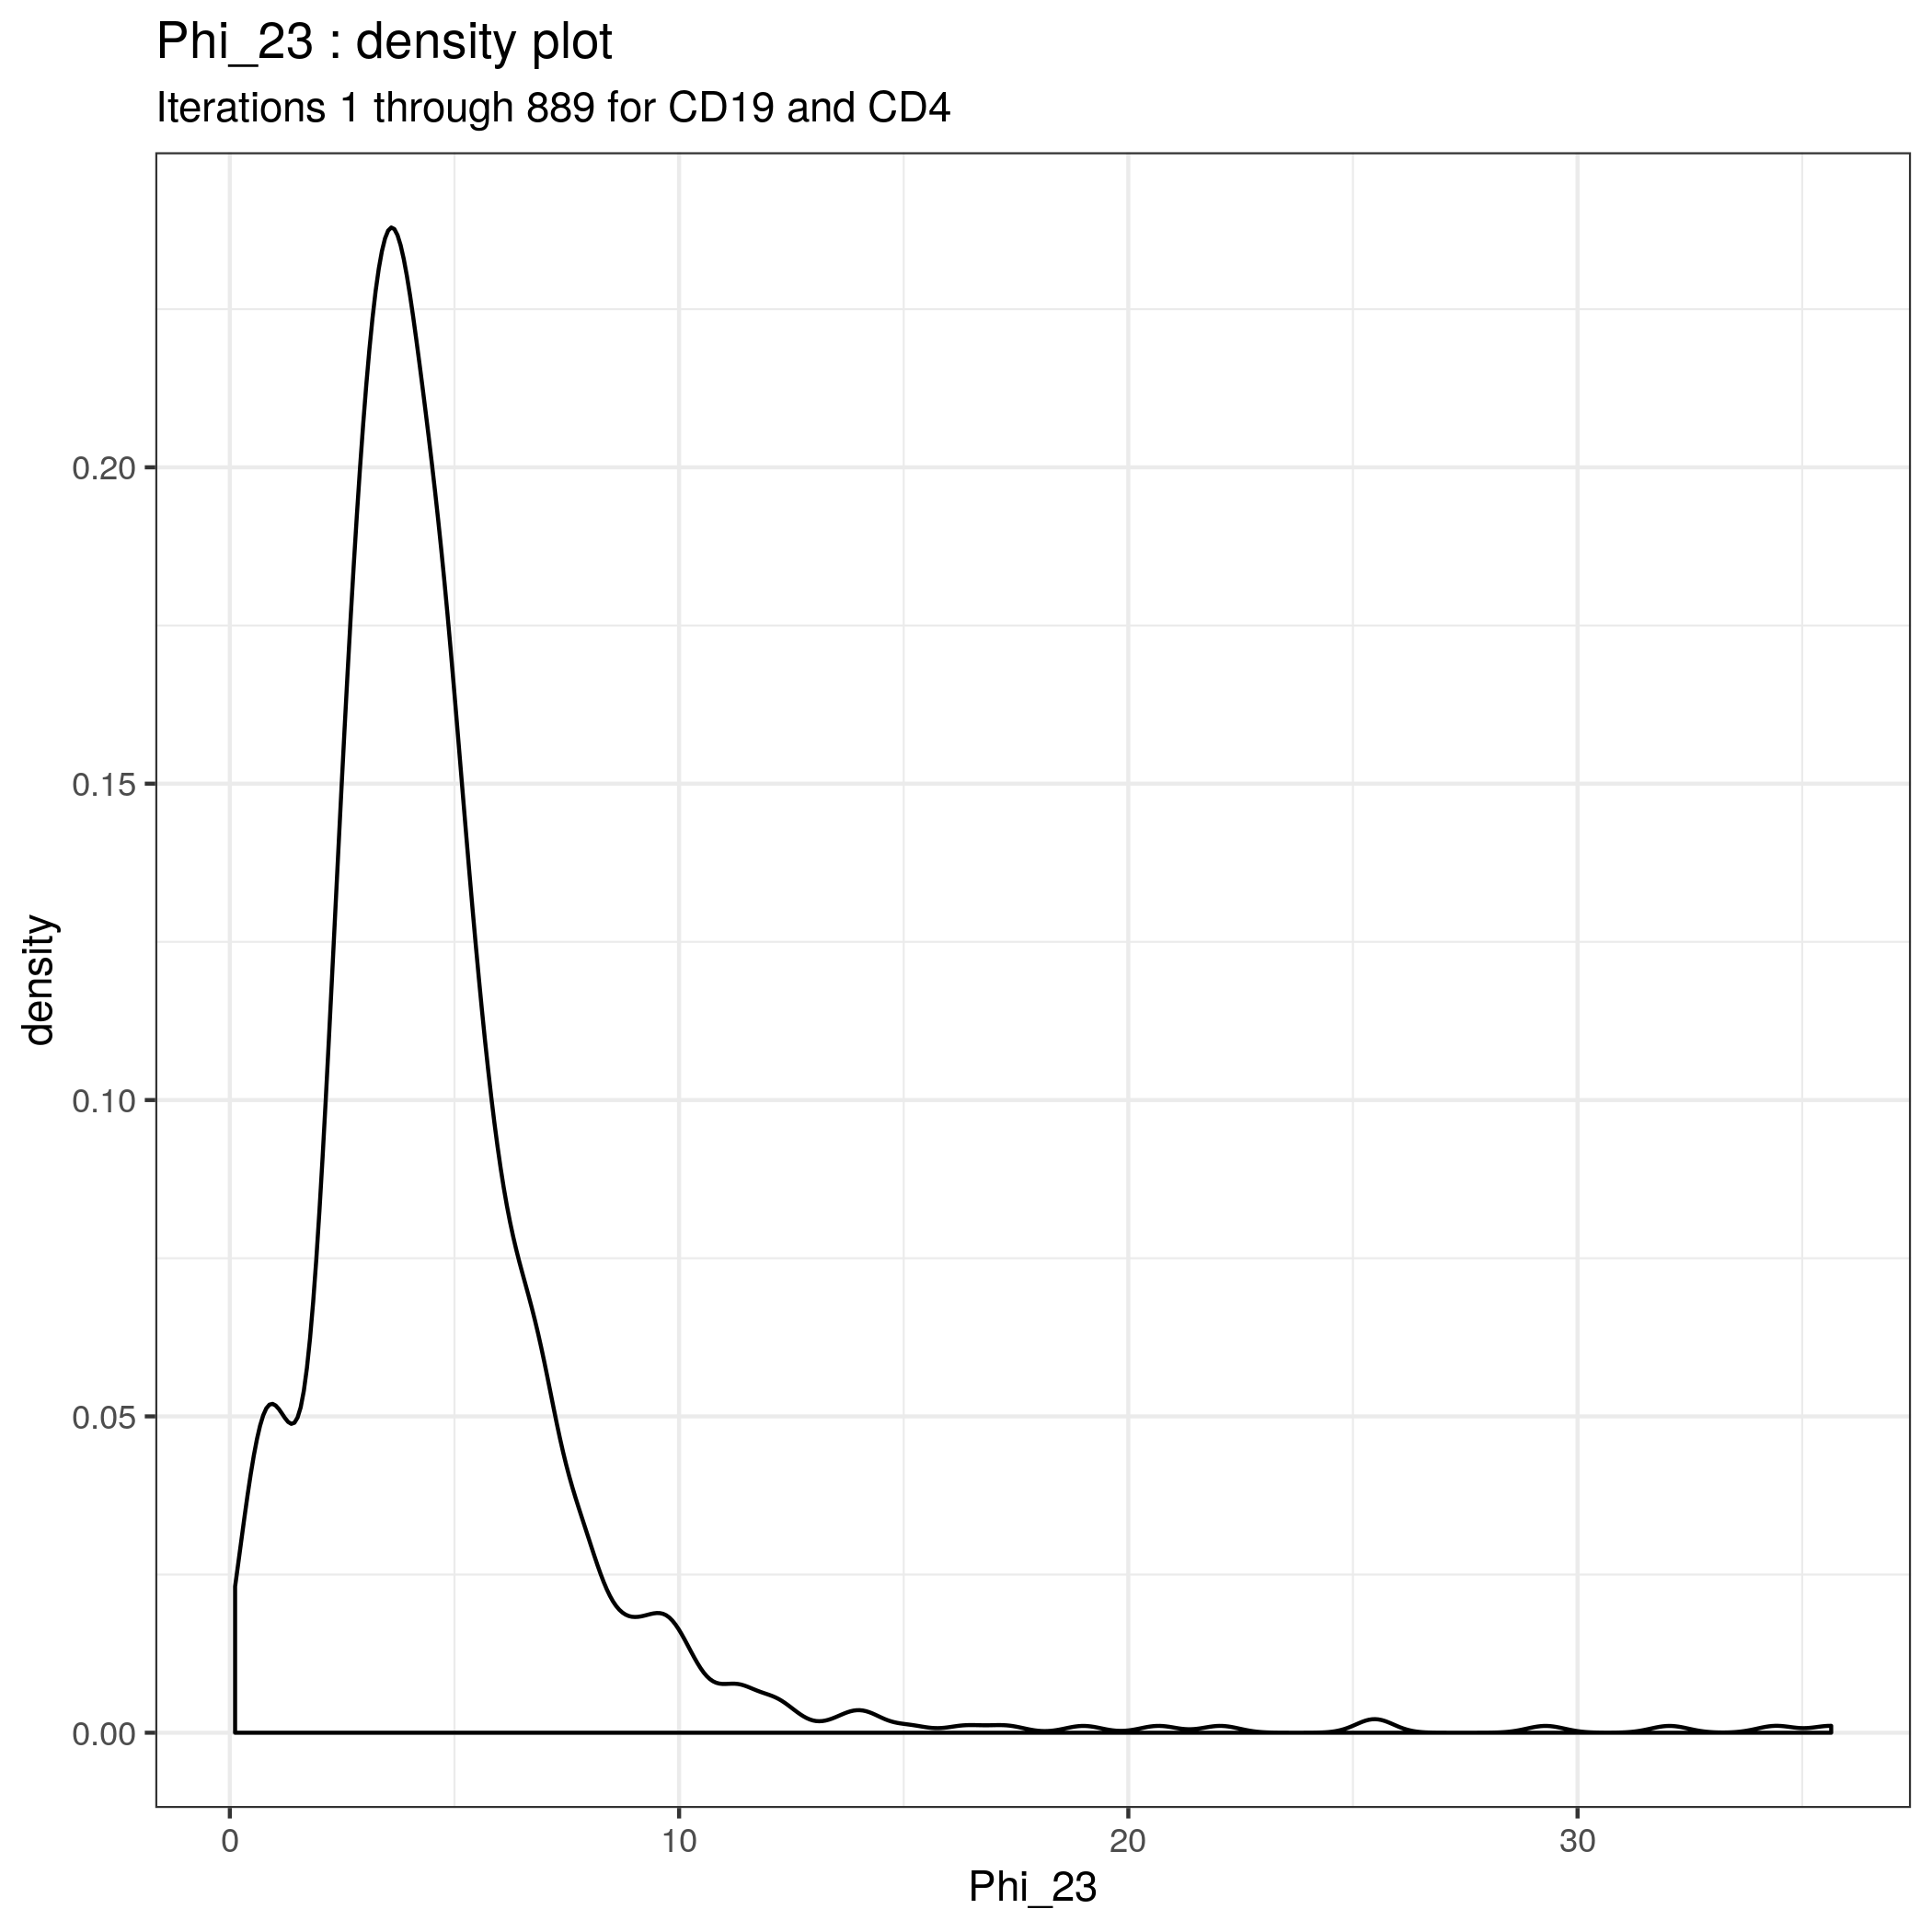 Phi_23 : density plot
Iterations 1 through 889 for CD19 and CD4
density
0.20
0.15
0.10
0.05
0.00
0
10
20
30
Phi_23